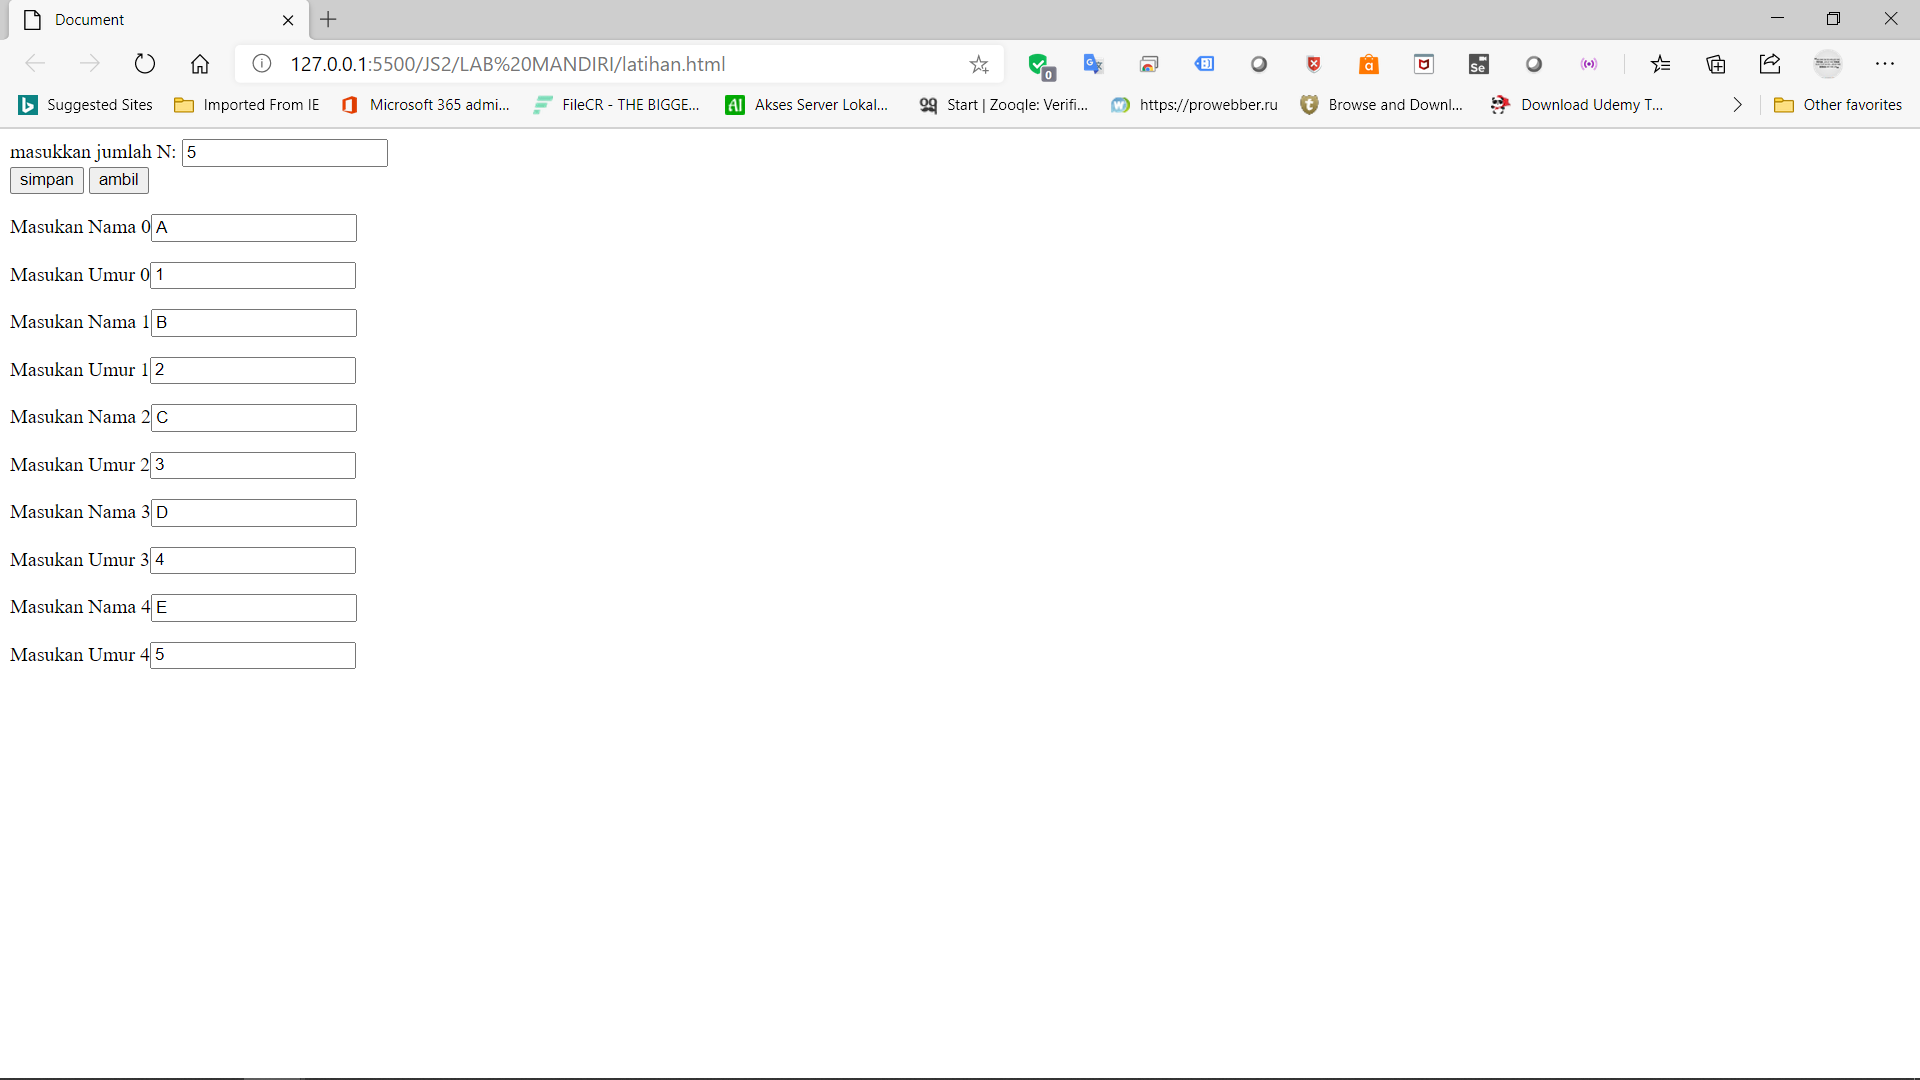 Document
127.0.0.1:5500/JS2/LAB%20MANDIRI/latihan.html
0
Se
Suggested Sites Imported From IE Microsoft 365 admi... FileCR - THE BIGGE... AI Akses Server Lokal... Start | Zooqle: Verifi... https://prowebber.ru Browse and Downl... Download Udemy T... Other favorites
masukkan jumlah N: 5
simpan ambil
Masukan Nama 0 A
Masukan Umur 0 1
Masukan Nama 1 B
Masukan Umur 1 2
Masukan Nama 2 C
Masukan Umur 2 3
Masukan Nama 3 D
Masukan Umur 3 4
Masukan Nama 4 E
Masukan Umur 4 5